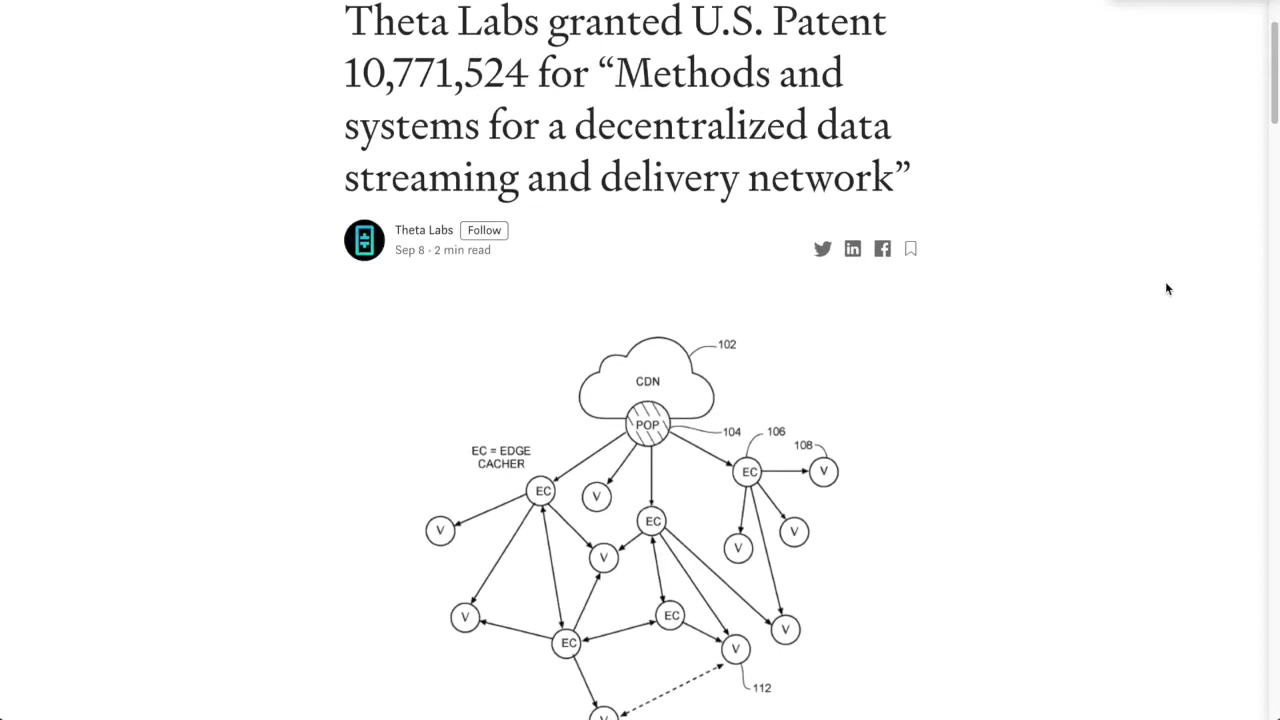 Theta Labs granted U.S. Patent
10,771,524 for “Methods and
systems for a decentralized data
streaming and delivery network”
Theta Labs Follow
Sep 8 · 2 min read
102
CDN
POP
104
106
108
EC = EDGE
CACHER
EC
V
EC
V
V
EC
V
V
V
V
V
EC
V
EC
V
V
112
V